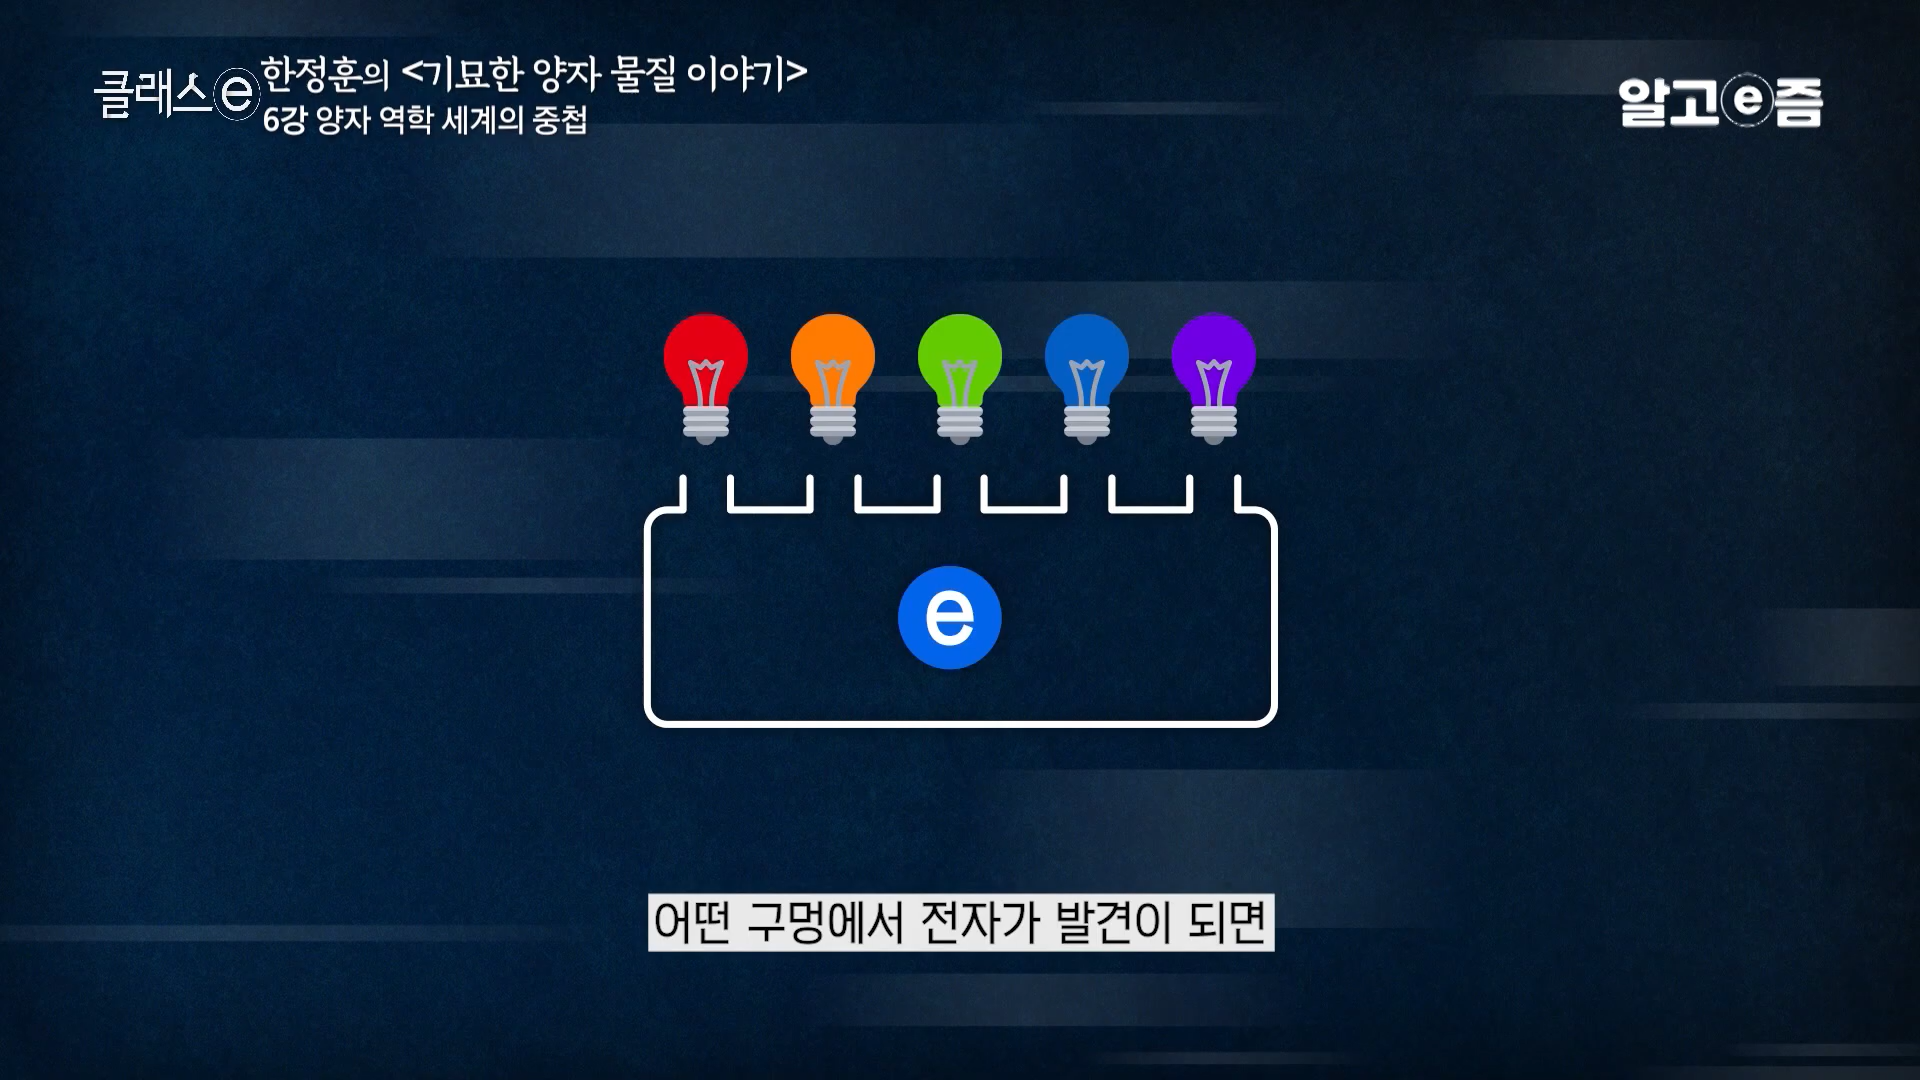 클래스e
한정훈의 <기묘한 양자 물질 이야기>
6강 양자 역학 세계의 중첩
알고e즘
e
어떤 구멍에서 전자가 발견이 되면